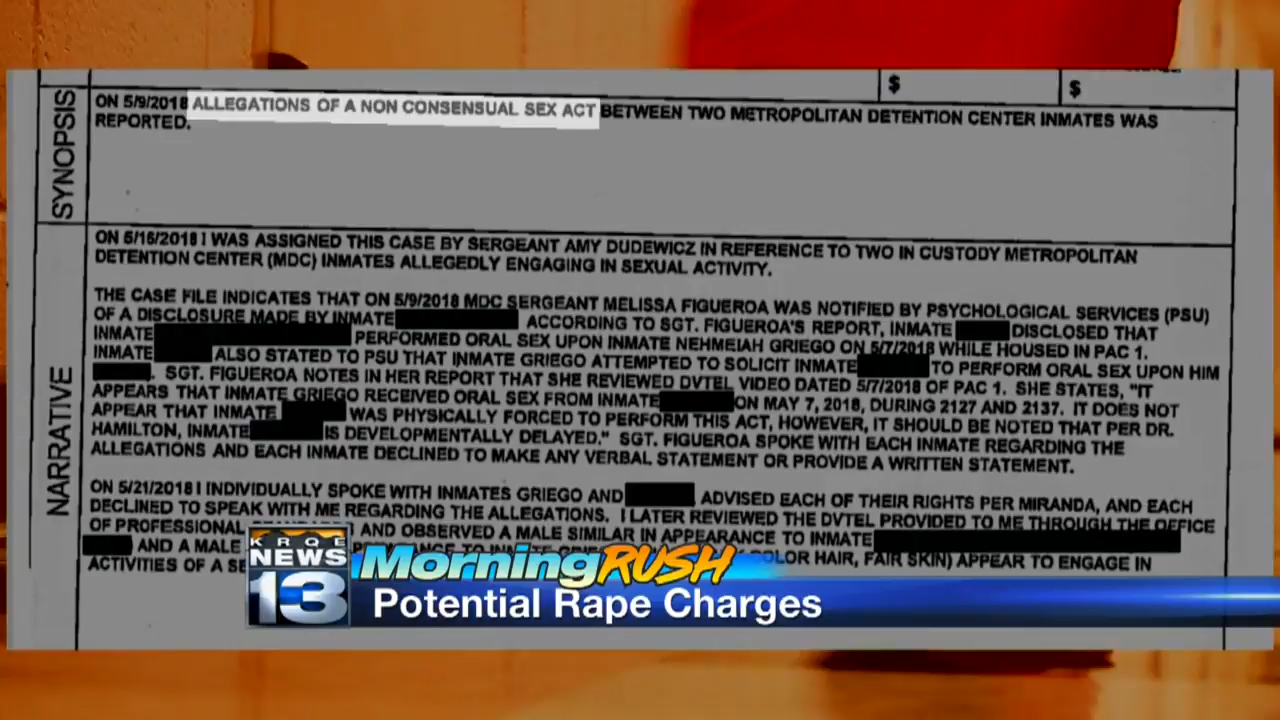 $ $
SYNOPSIS
ON 5/9/2018 ALLEGATIONS OF A NON CONSENSUAL SEX ACT BETWEEN TWO METROPOLITAN DETENTION CENTER INMATES WAS
REPORTED.
NARRATIVE
ON 5/16/2018 I WAS ASSIGNED THIS CASE BY SERGEANT AMY DUDEWICZ IN REFERENCE TO TWO IN CUSTODY METROPOLITAN
DETENTION CENTER (MDC) INMATES ALLEGEDLY ENGAGING IN SEXUAL ACTIVITY.
THE CASE FILE INDICATES THAT ON 5/9/2018 MDC SERGEANT MELISSA FIGUEROA WAS NOTIFIED BY PSYCHOLOGICAL SERVICES (PSU)
OF A DISCLOSURE MADE BY INMATE ACCORDING TO SGT. FIGUEROA'S REPORT, INMATE DISCLOSED THAT
INMATE PERFORMED ORAL SEX UPON INMATE NEHMEIAH GRIEGO ON 5/7/2018 WHILE HOUSED IN PAC 1.
INMATE ALSO STATED TO PSU THAT INMATE GRIEGO ATTEMPTED TO SOLICIT INMATE TO PERFORM ORAL SEX UPON HIM
. SGT. FIGUEROA NOTES IN HER REPORT THAT SHE REVIEWED DVTEL VIDEO DATED 5/7/2018 OF PAC 1. SHE STATES, "IT
APPEARS THAT INMATE GRIEGO RECEIVED ORAL SEX FROM INMATE ON MAY 7, 2018, DURING 2127 AND 2137. IT DOES NOT
APPEAR THAT INMATE WAS PHYSICALLY FORCED TO PERFORM THIS ACT, HOWEVER, IT SHOULD BE NOTED THAT PER DR.
HAMILTON, INMATE IS DEVELOPMENTALLY DELAYED." SGT. FIGUEROA SPOKE WITH EACH INMATE REGARDING THE
ALLEGATIONS AND EACH INMATE DECLINED TO MAKE ANY VERBAL STATEMENT OR PROVIDE A WRITTEN STATEMENT.
ON 5/21/2018 I INDIVIDUALLY SPOKE WITH INMATES GRIEGO AND , ADVISED EACH OF THEIR RIGHTS PER MIRANDA, AND EACH
DECLINED TO SPEAK WITH ME REGARDING THE ALLEGATIONS. I LATER REVIEWED THE DVTEL PROVIDED TO ME THROUGH THE OFFICE
OF PROFESSIONAL STANDARDS AND OBSERVED A MALE SIMILAR IN APPEARANCE TO INMATE
AND A MALE COLOR HAIR, FAIR SKIN) APPEAR TO ENGAGE IN
ACTIVITIES OF A SE
KRQE
NEWS
13
Morning RUSH
Potential Rape Charges